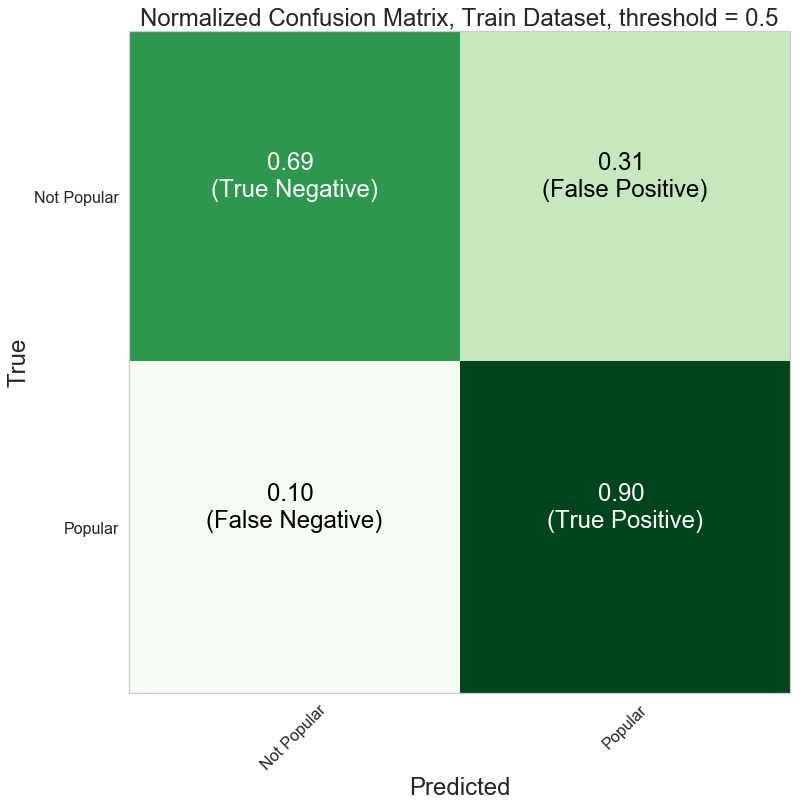 Normalized Confusion Matrix, Train Dataset, threshold = 0.5
True
Not Popular
0.69
(True Negative)
0.31
(False Positive)
Popular
0.10
(False Negative)
0.90
(True Positive)
Not Popular
Popular
Predicted